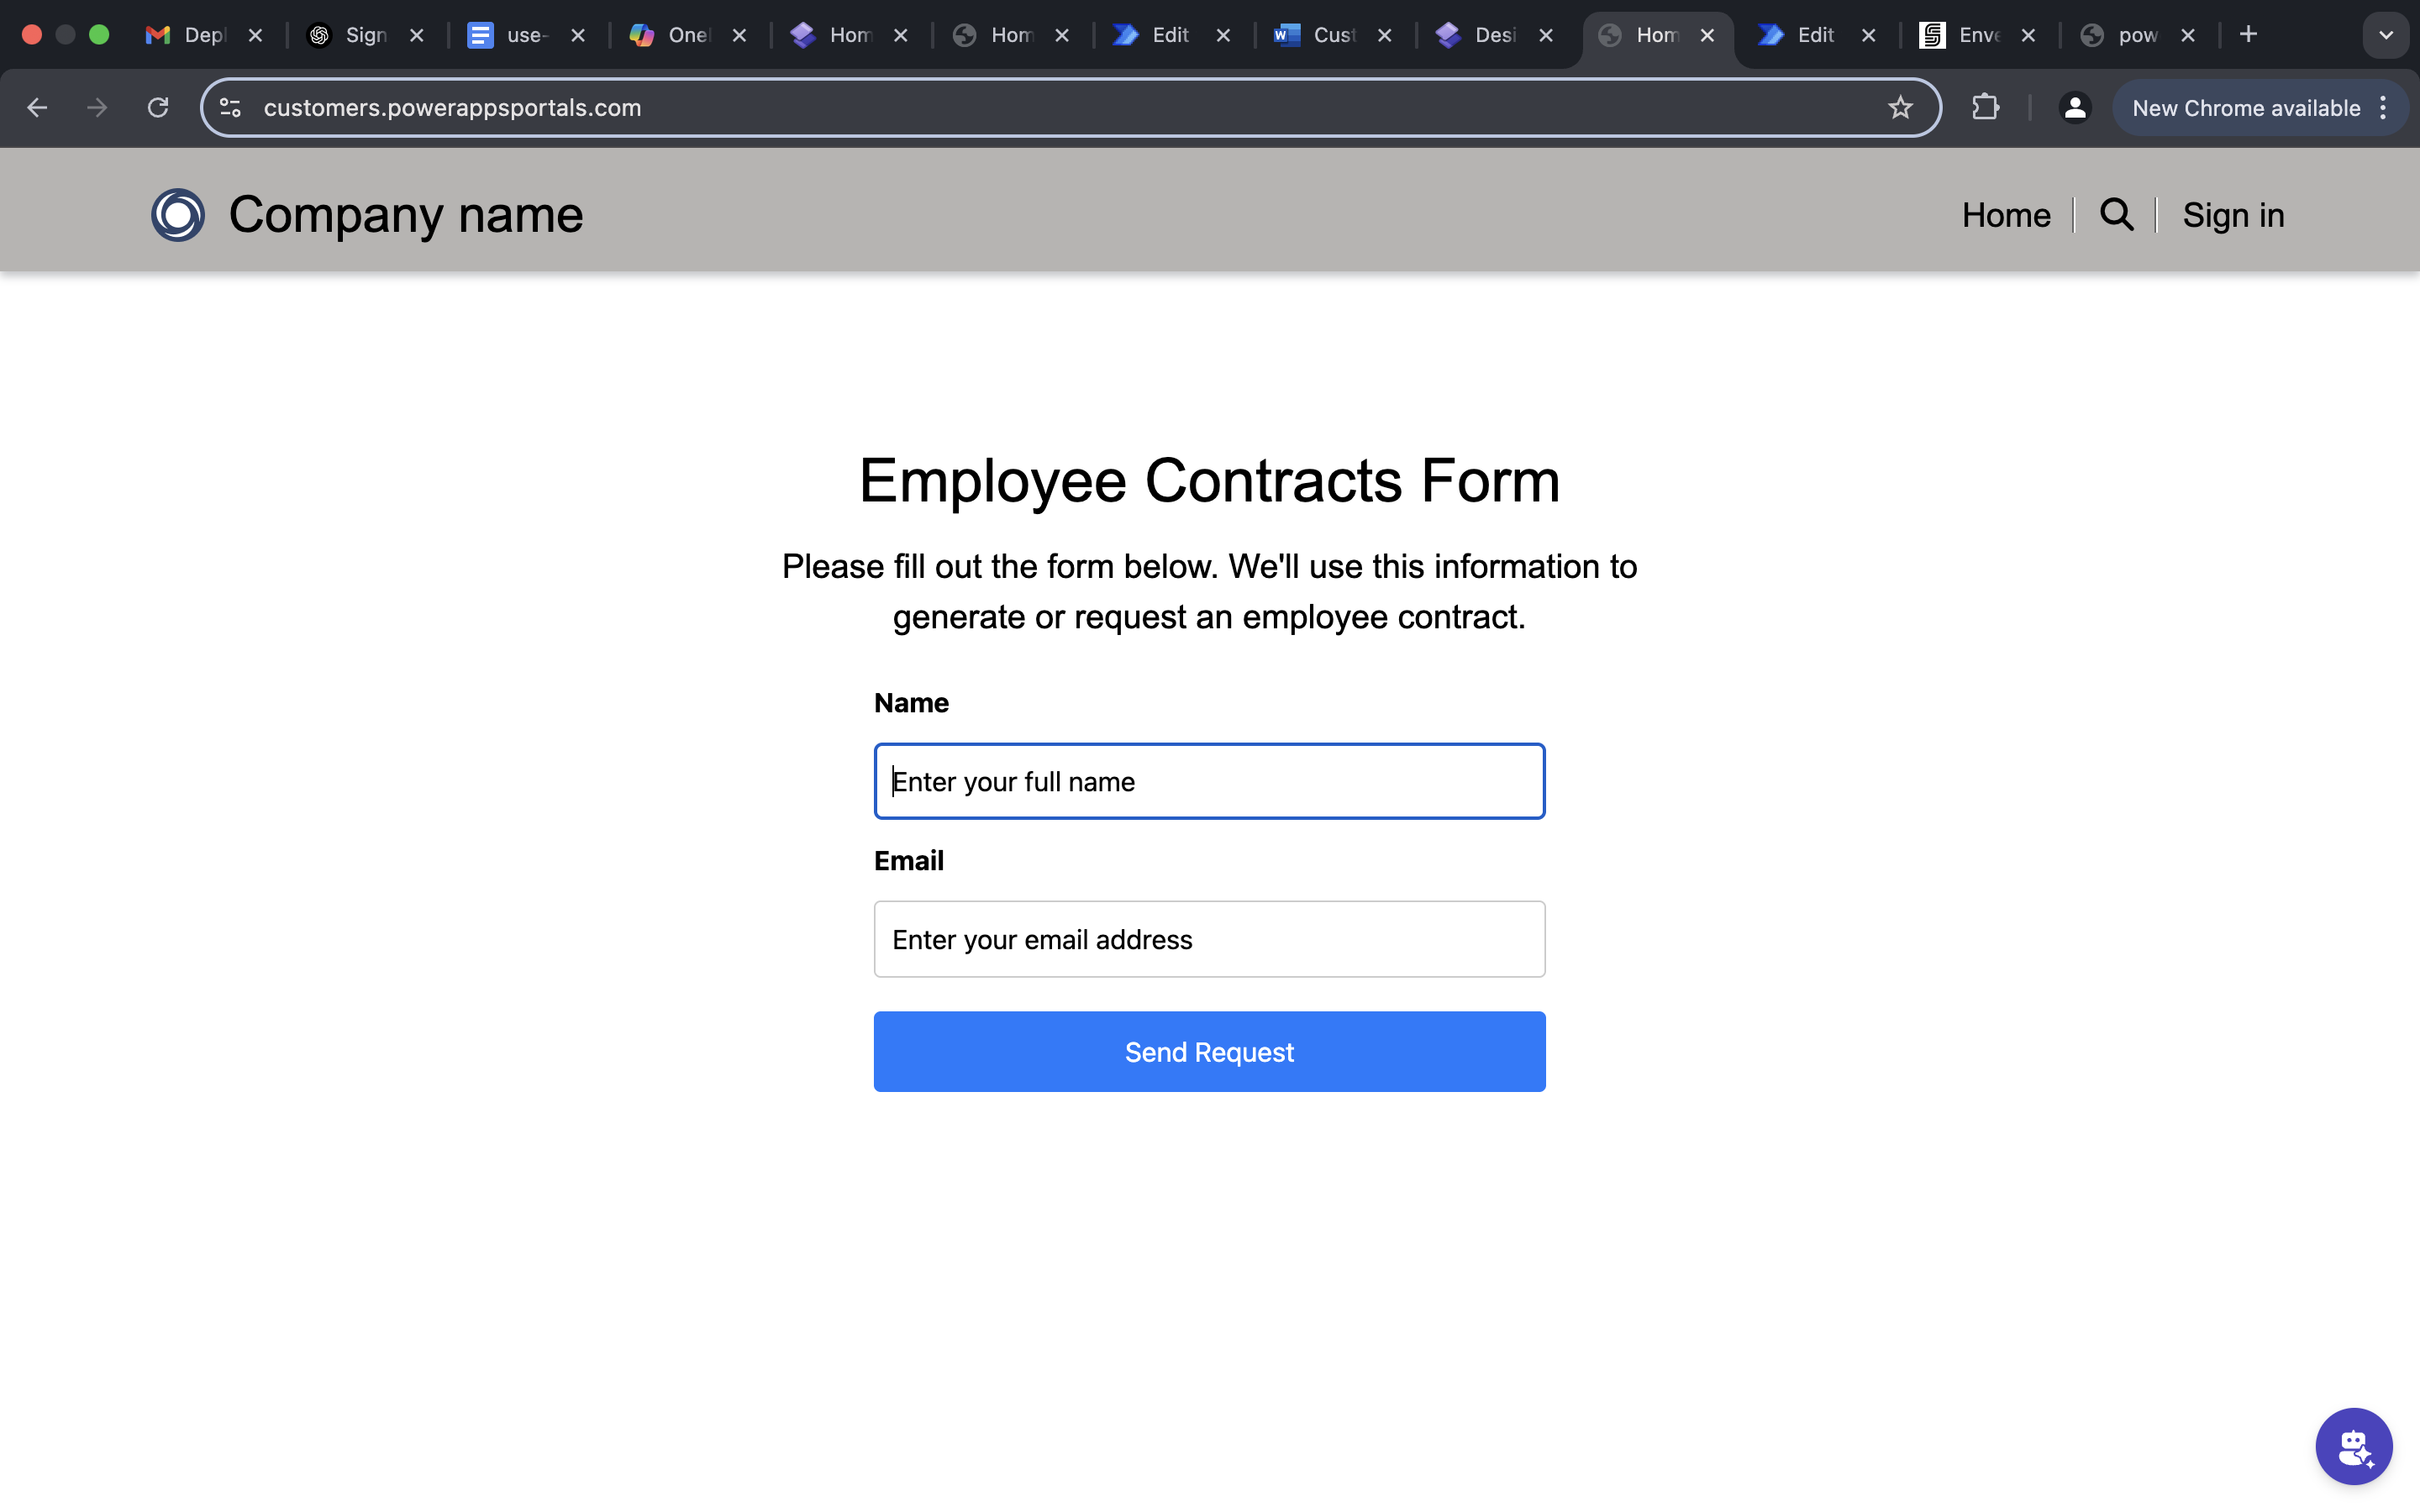 Depl
Sign
use-
One
Hom
Hom
Edit
Cust
Desi
Hom
Edit
Enve
pow
customers.powerappsportals.com
New Chrome available
Company name
Home
Sign in
Employee Contracts Form
Please fill out the form below. We'll use this information to
generate or request an employee contract.
Name
Enter your full name
Email
Enter your email address
Send Request